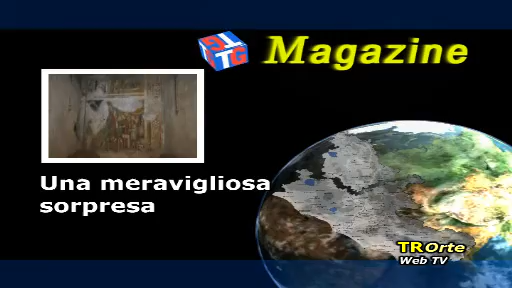 TG Magazine
Una meravigliosa
sorpresa
TROrte
Web TV